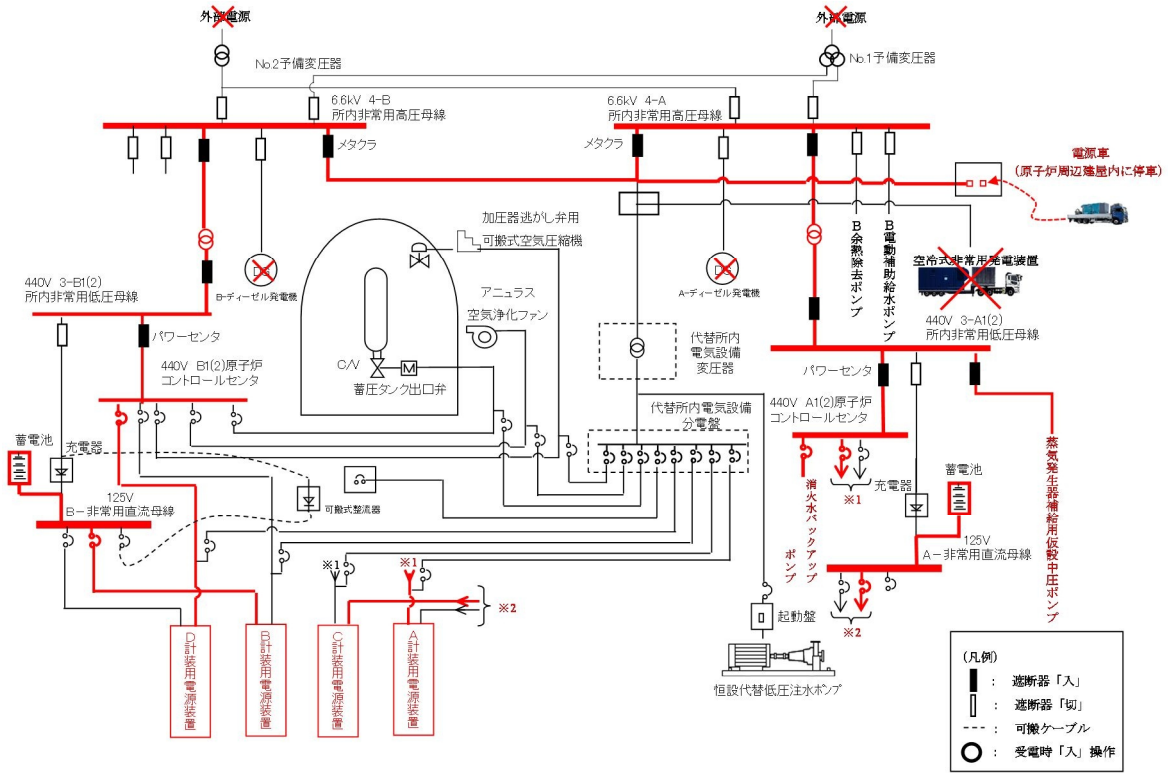 外部電源
外部電源
No.2予備変圧器
No.1予備変圧器
6.6kV 4-B
所内非常用高圧母線
6.6kV 4-A
所内非常用高圧母線
メタクラ
メタクラ
電源車
(原子炉周辺建屋内に停車)
加圧器逃がし弁用
可搬式空気圧縮機
B余熱除去ポンプ
B電動補助給水ポンプ
DG
B-ディーゼル発電機
DG
A-ディーゼル発電機
空冷式非常用発電装置
440V 3-B1(2)
所内非常用低圧母線
アニュラス
空気浄化ファン
440V 3-A1(2)
所内非常用低圧母線
パワーセンタ
代替所内
電気設備
変圧器
C/V
M
蓄圧タンク出口弁
パワーセンタ
440V B1(2)原子炉
コントロールセンタ
440V A1(2)原子炉
コントロールセンタ
代替所内電気設備
分電盤
蓄電池
充電器
可搬式整流器
※1
充電器
蓄電池
消火水バックアップ
ポンプ
蒸気発生器補給用仮設中圧ポンプ
125V
B-非常用直流母線
125V
A-非常用直流母線
※1
※1
※2
※2
起動盤
恒設代替低圧注水ポンプ
D計装用電源装置
B計装用電源装置
C計装用電源装置
A計装用電源装置
(凡例)
: 遮断器「入」
: 遮断器「切」
: 可搬ケーブル
: 受電時「入」操作